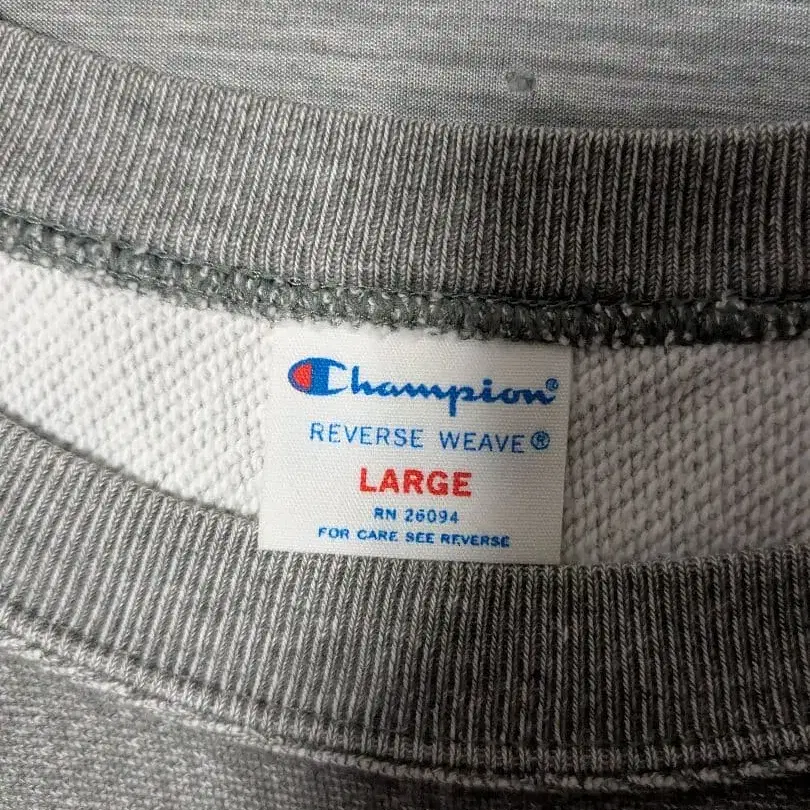 Champion®
REVERSE WEAVE®
LARGE
RN 26094
FOR CARE SEE REVERSE